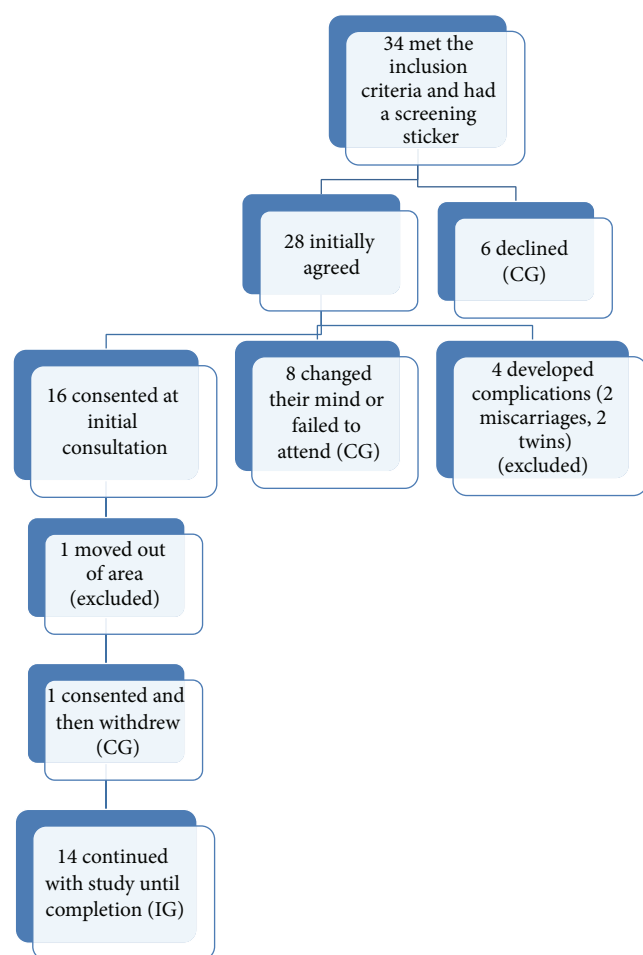 34 met the
inclusion
criteria and had
a screening
sticker
28 initially
agreed
6 declined
(CG)
16 consented at
initial
consultation
8 changed
their mind or
failed to
attend (CG)
4 developed
complications (2
miscarriages, 2
twins)
(excluded)
1 moved out
of area
(excluded)
1 consented and
then withdrew
(CG)
14 continued
with study until
completion (IG)